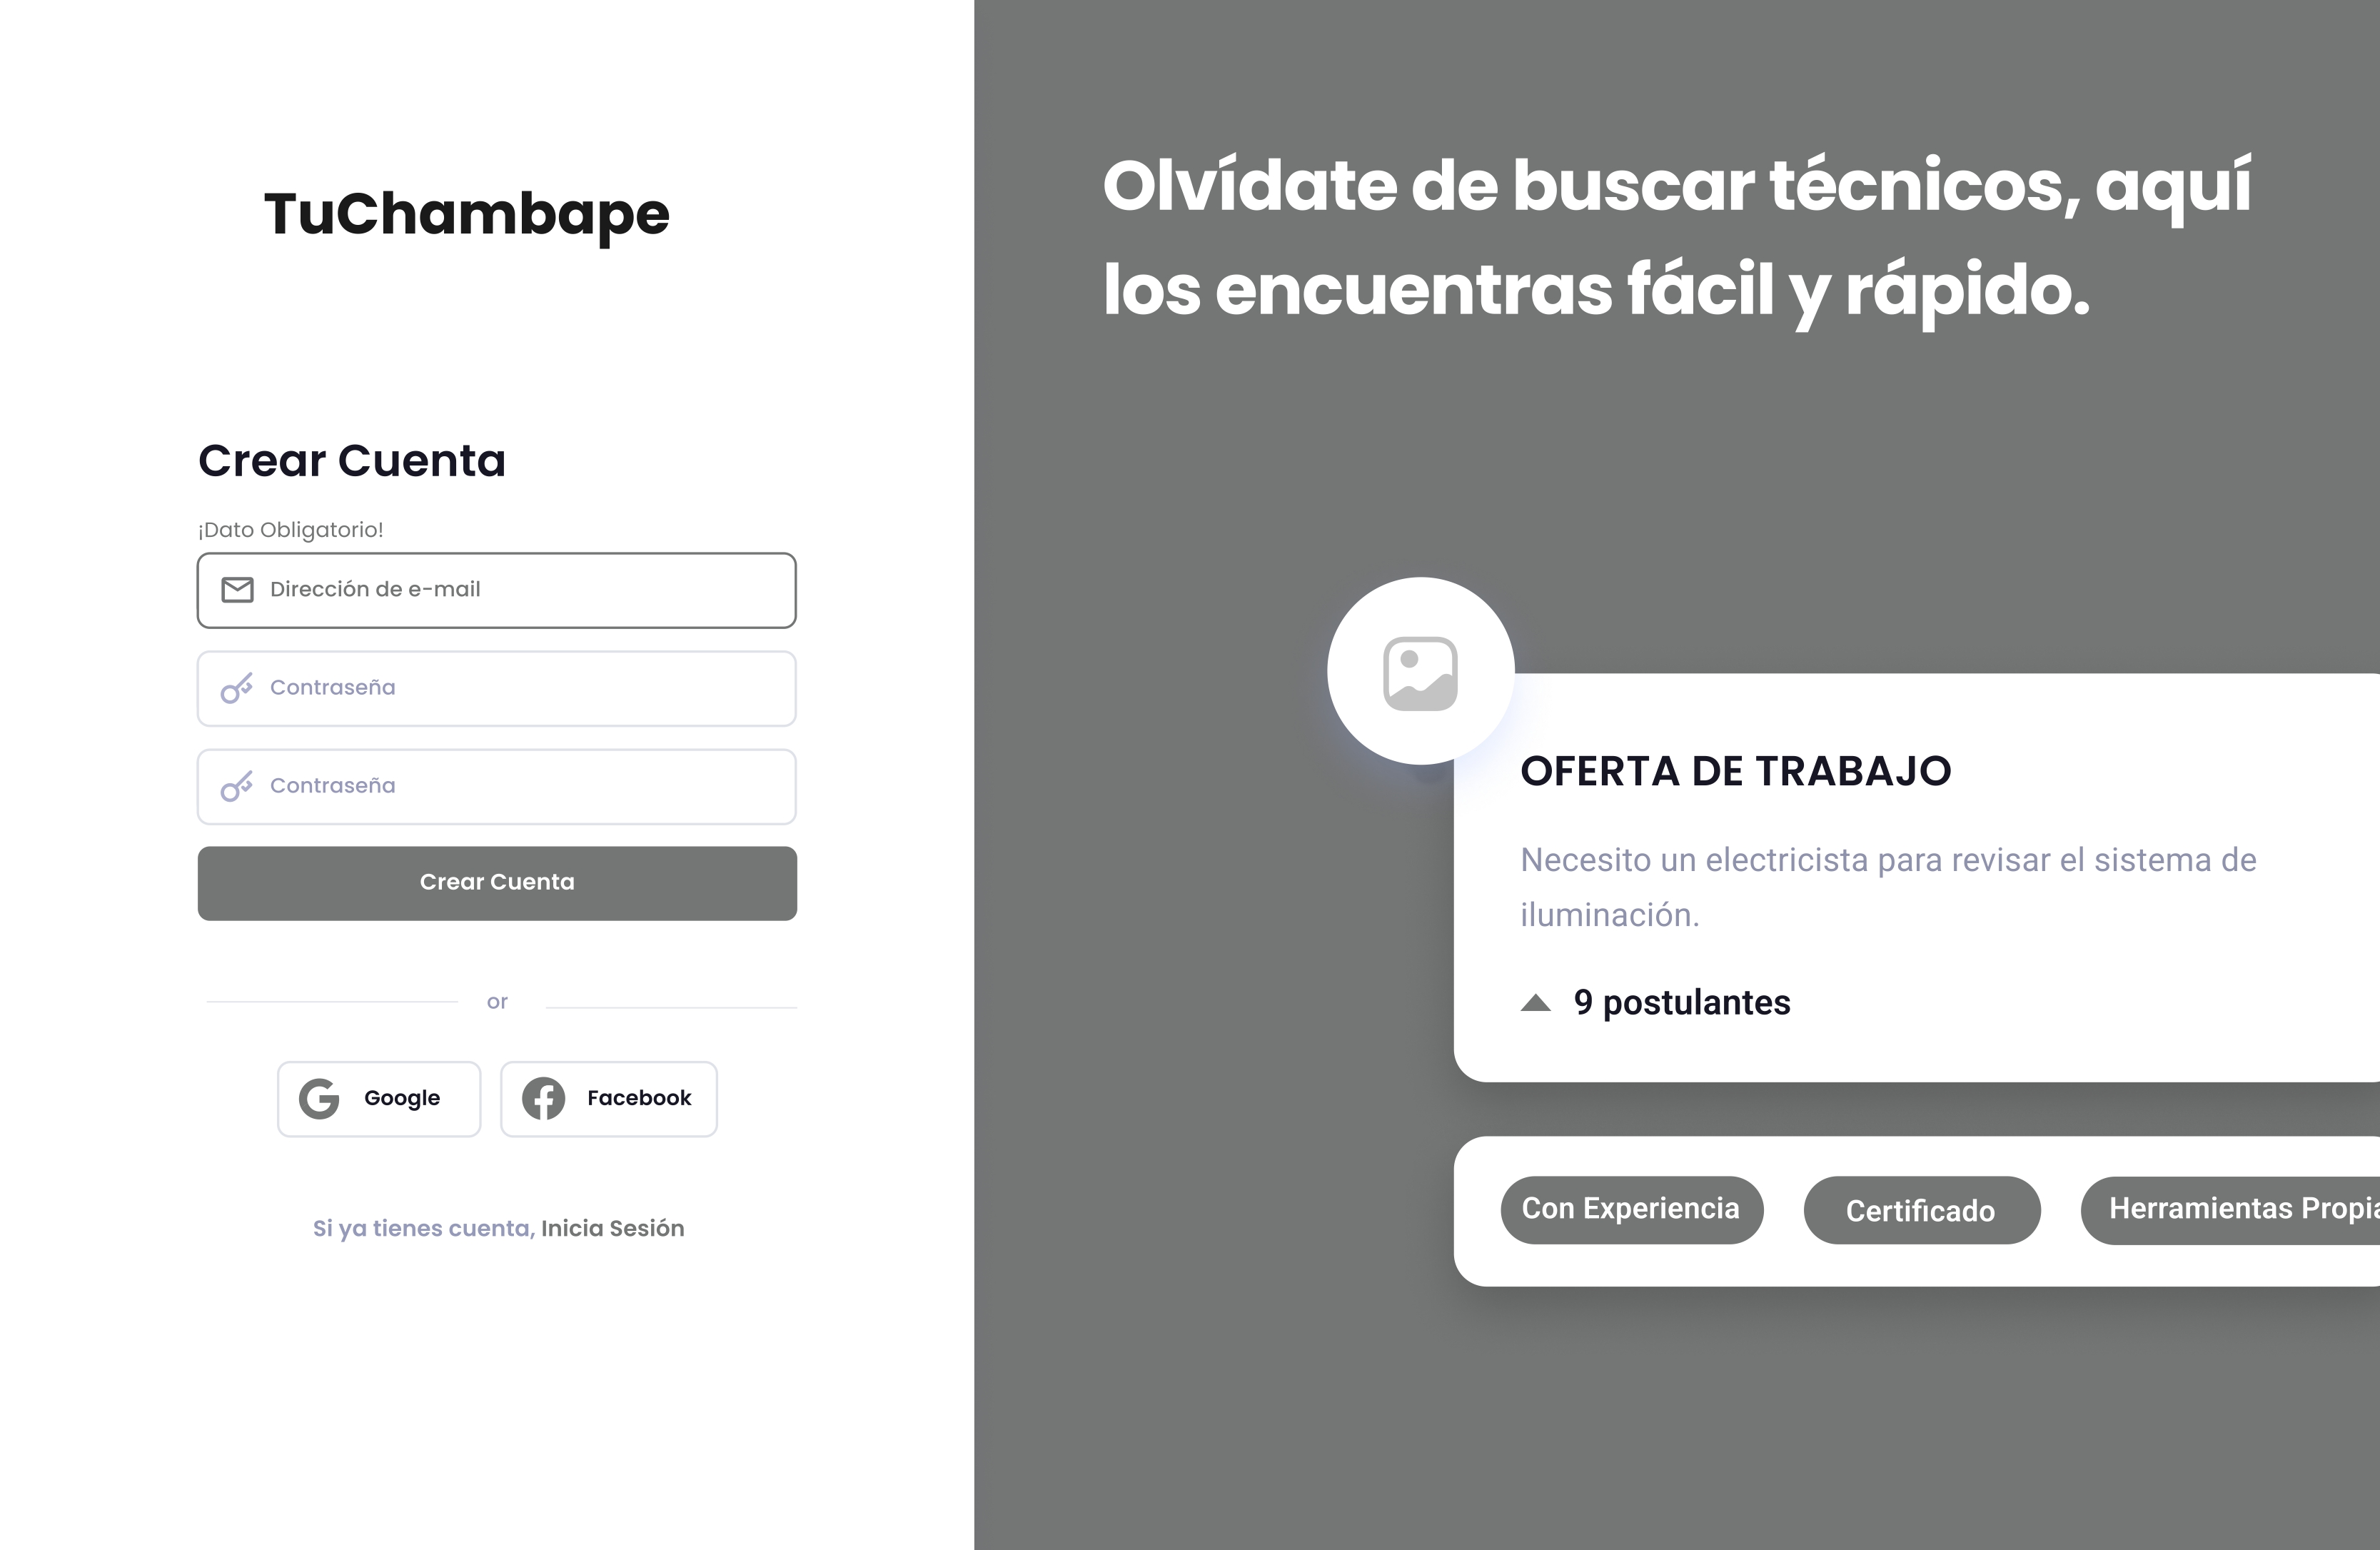 TuChambape
Crear Cuenta
¡Dato Obligatorio!
Dirección de e-mail
Contraseña
Contraseña
Crear Cuenta
or
Google
Facebook
Si ya tienes cuenta, Inicia Sesión
Olvídate de buscar técnicos, aquí
los encuentras fácil y rápido.
OFERTA DE TRABAJO
Necesito un electricista para revisar el sistema de
iluminación.
9 postulantes
Con Experiencia
Certificado
Herramientas